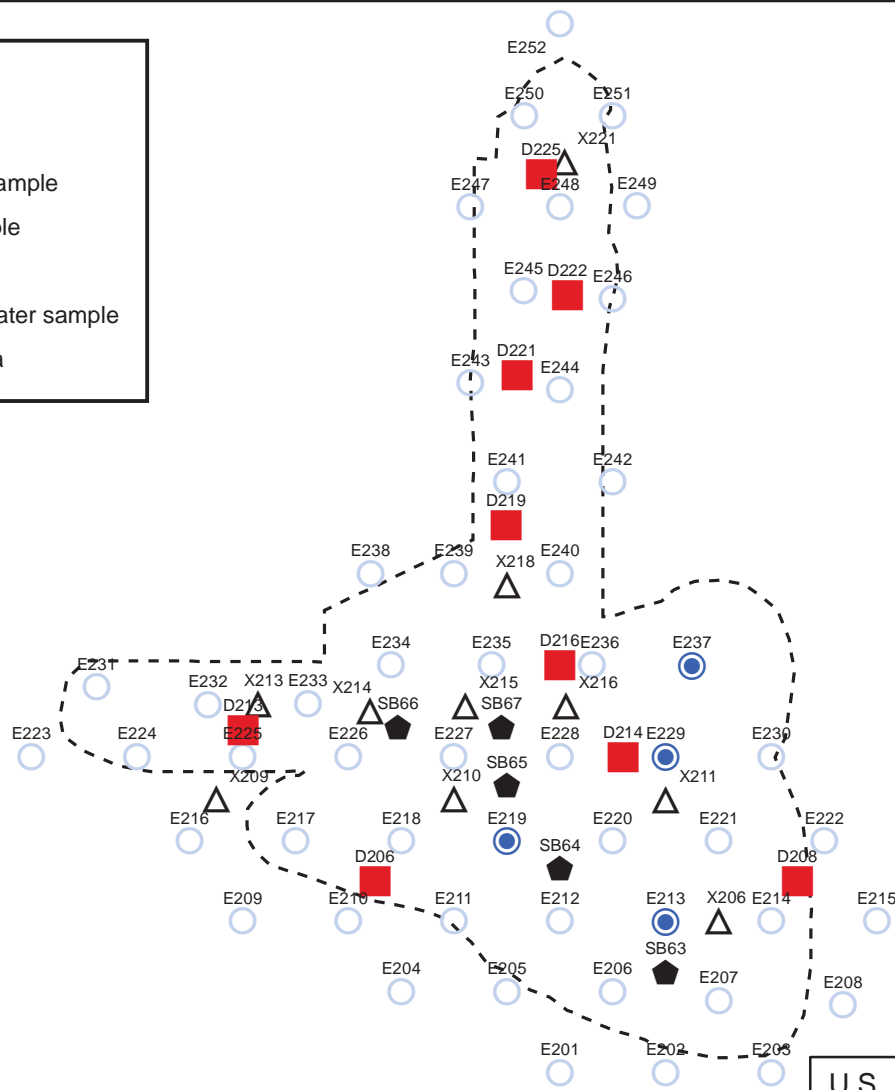 E252
E250 E251
D225 X221
ample
E247 E248 E249
le
E245 D222 E246
ater sample
D221
E243 E244
a
E241 E242
D219
E238 E239 E240
X218
E234 E235 D216 E236 E237
E231
E232 X213 E233 X214 X215 X216
D213 SB66 SB67
E223 E224 E225 E226 E227 E228 D214 E229 E230
SB65
X209 X210 X211
E216 E217 E218 E219 E220 E221 E222
SB64
D206 D208
E209 E210 E211 E212 E213 X206 E214 E215
SB63
E204 E205 E206 E207 E208
E201 E202 E203
U.S